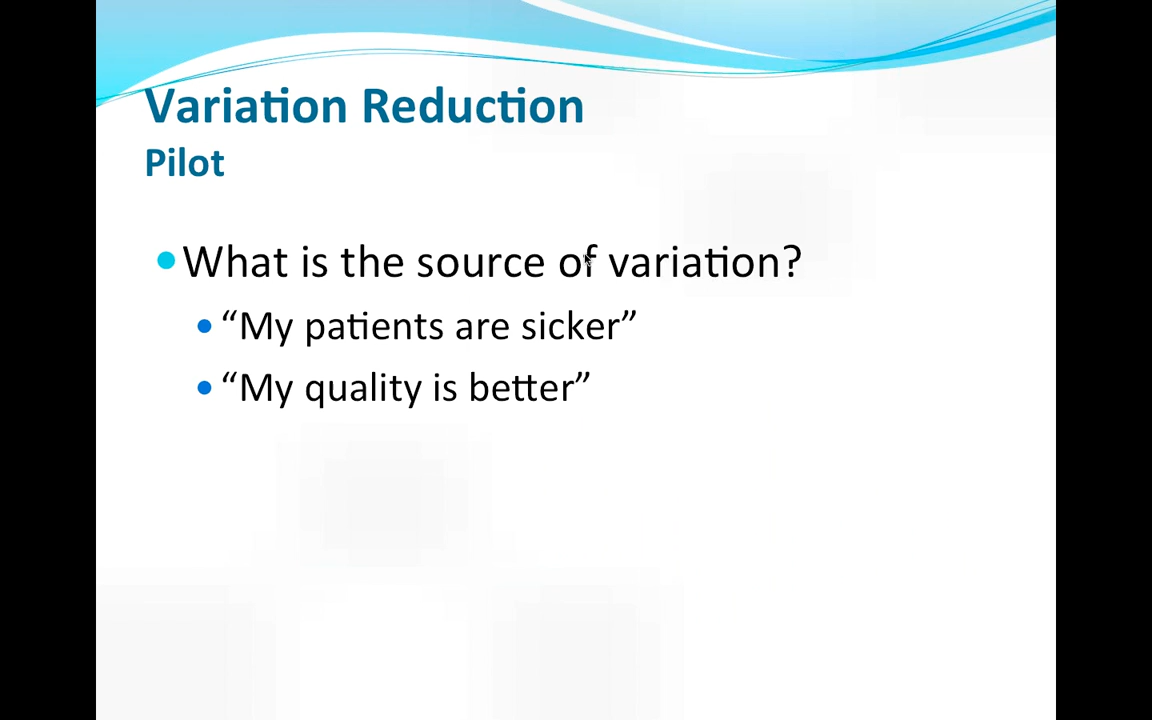 Variation Reduction
Pilot
What is the source of variation?
“My patients are sicker”
“My quality is better”